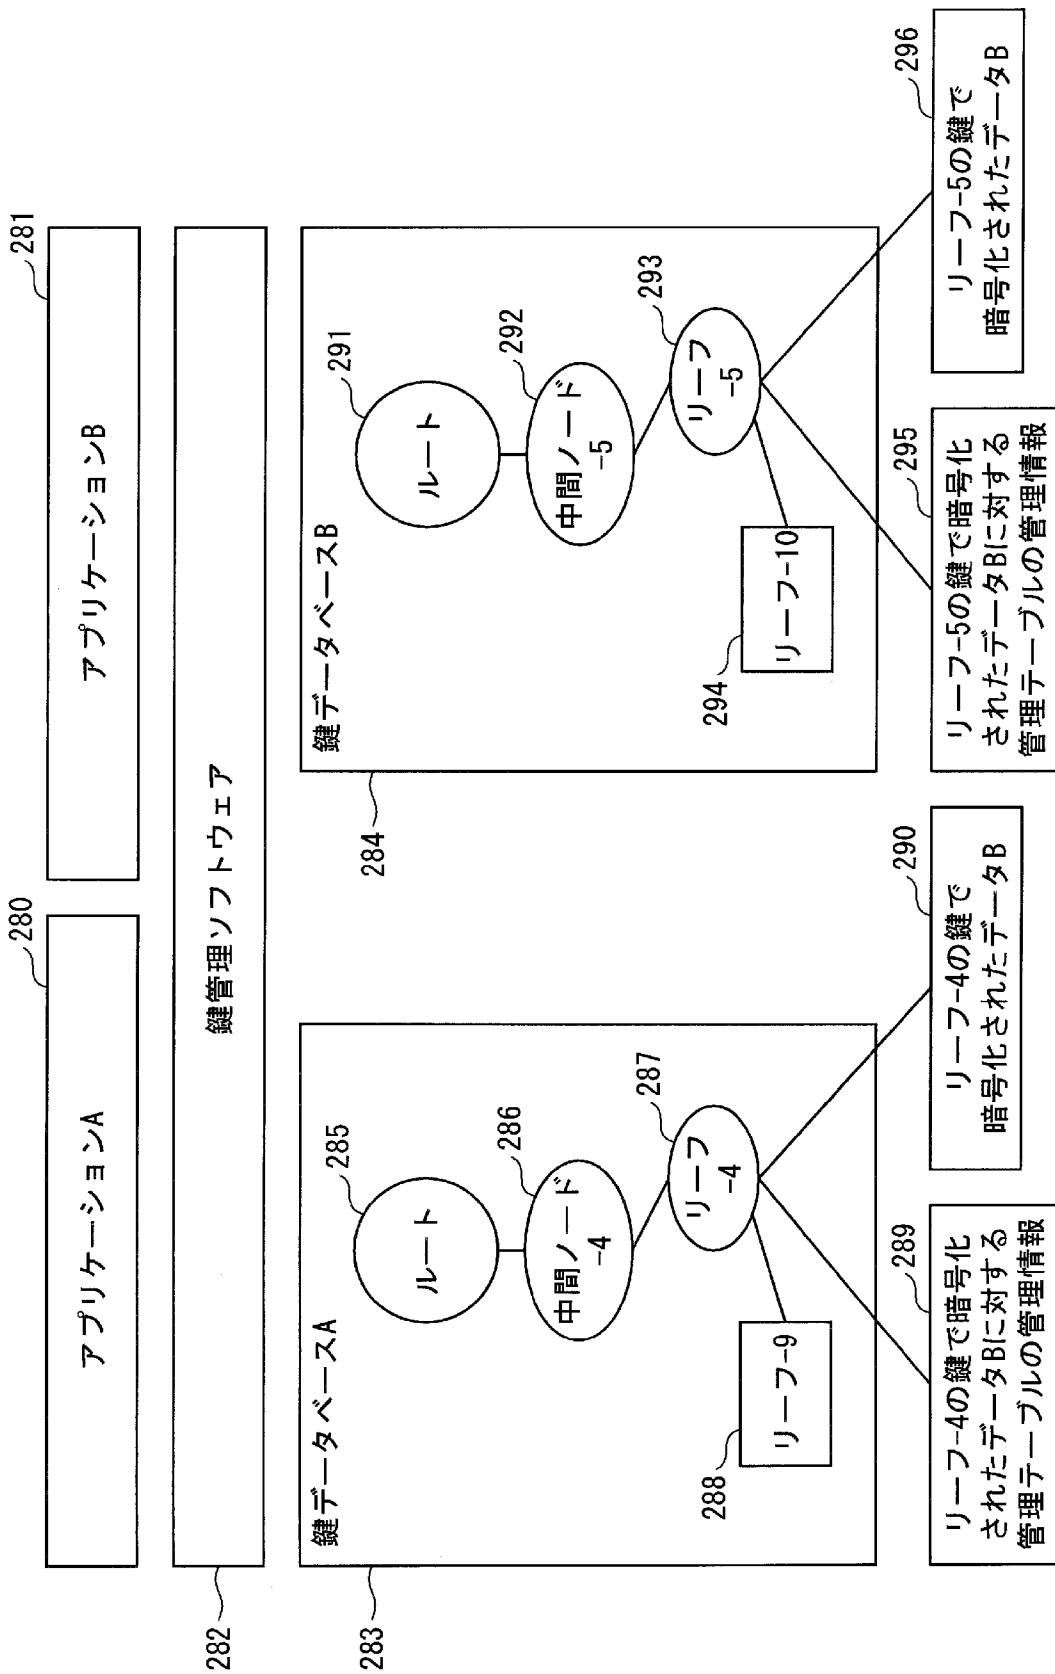 280
281
アプリケーションA
アプリケーションB
282
鍵管理ソフトウェア
283
鍵データベースA
285
ルート
286
中間ノード
-4
287
リーフ
-4
288
リーフ-9
284
鍵データベースB
291
ルート
292
中間ノード
-5
293
リーフ
-5
294
リーフ-10
289
リーフ-4の鍵で暗号化
されたデータBに対する
管理テーブルの管理情報
290
リーフ-4の鍵で
暗号化されたデータB
295
リーフ-5の鍵で暗号化
されたデータBに対する
管理テーブルの管理情報
296
リーフ-5の鍵で
暗号化されたデータB